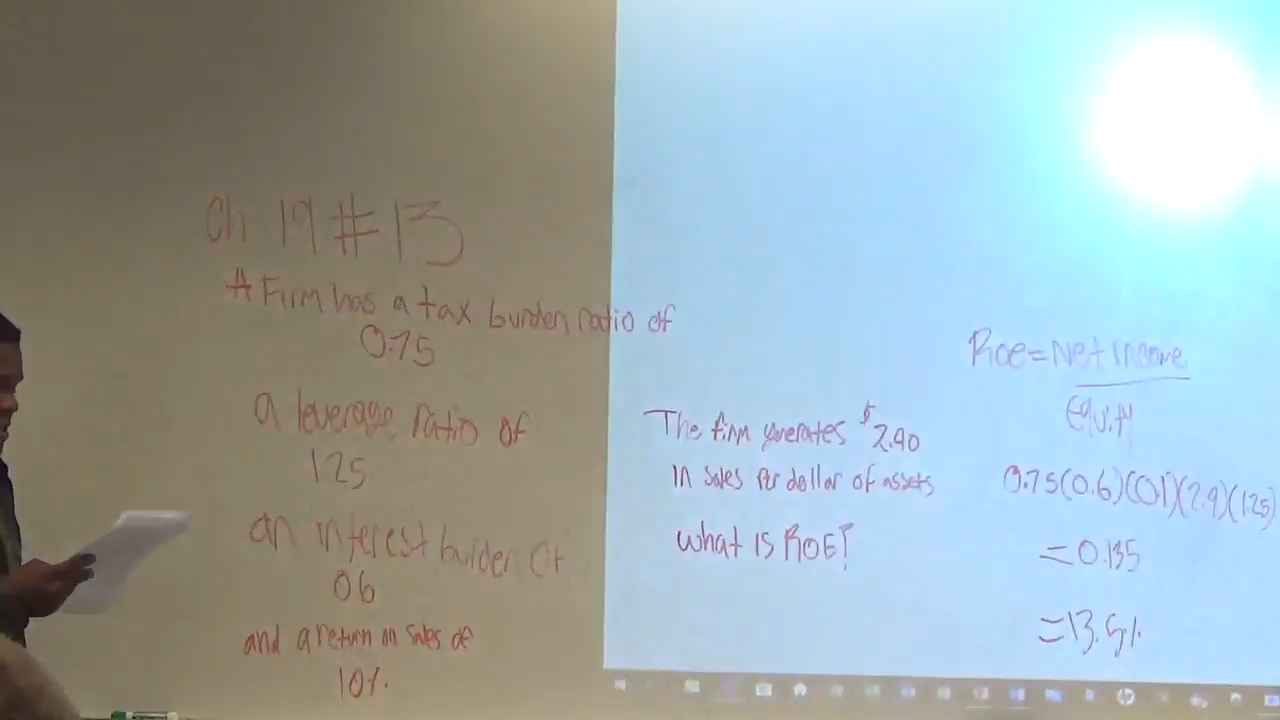 Ch 19 #13
A Firm has a tax burden ratio of
0.75
a leverage ratio of
1.25
an interest burden of
0.6
and a return on sales of
10%.
The firm generates $2.40
in sales per dollar of assets
what is ROE?
Roe = Net income
Equity
0.75(0.6)(0.1)(2.4)(1.25)
=0.135
=13.5%